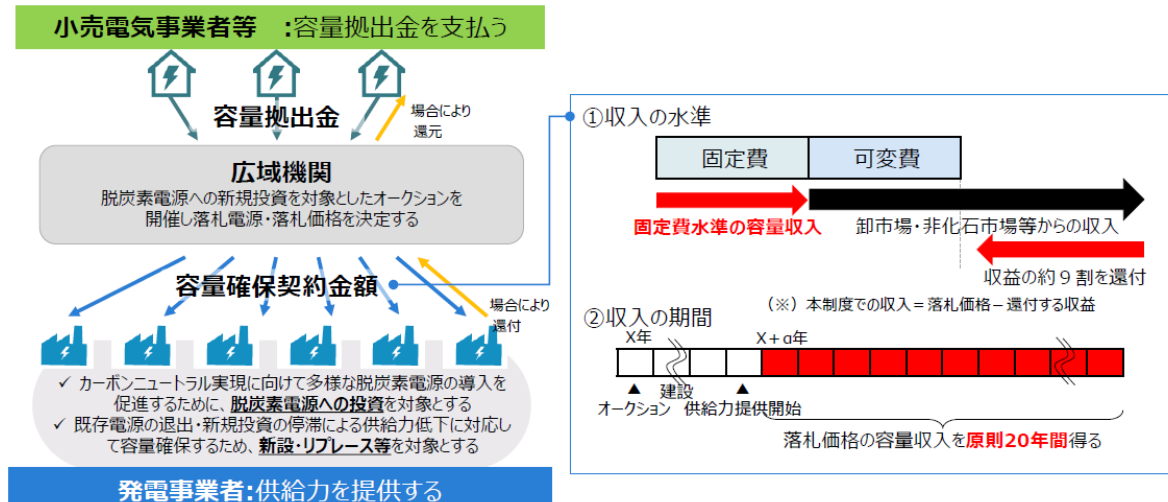 小売電気事業者等 :容量拠出金を支払う
容量拠出金
場合により
還元
広域機関
脱炭素電源への新規投資を対象としたオークションを
開催し落札電源・落札価格を決定する
容量確保契約金額
場合により
還付
✓ カーボンニュートラル実現に向けて多様な脱炭素電源の導入を
促進するために、脱炭素電源への投資を対象とする
✓ 既存電源の退出・新規投資の停滞による供給力低下に対応し
て容量確保するため、新設・リプレース等を対象とする
発電事業者:供給力を提供する
①収入の水準
固定費 可変費
固定費水準の容量収入
卸市場・非化石市場等からの収入
収益の約9割を還付
(※) 本制度での収入=落札価格-還付する収益
②収入の期間
X年 X+α年
▲ 建設 ▲
オークション 供給力提供開始
落札価格の容量収入を原則20年間得る